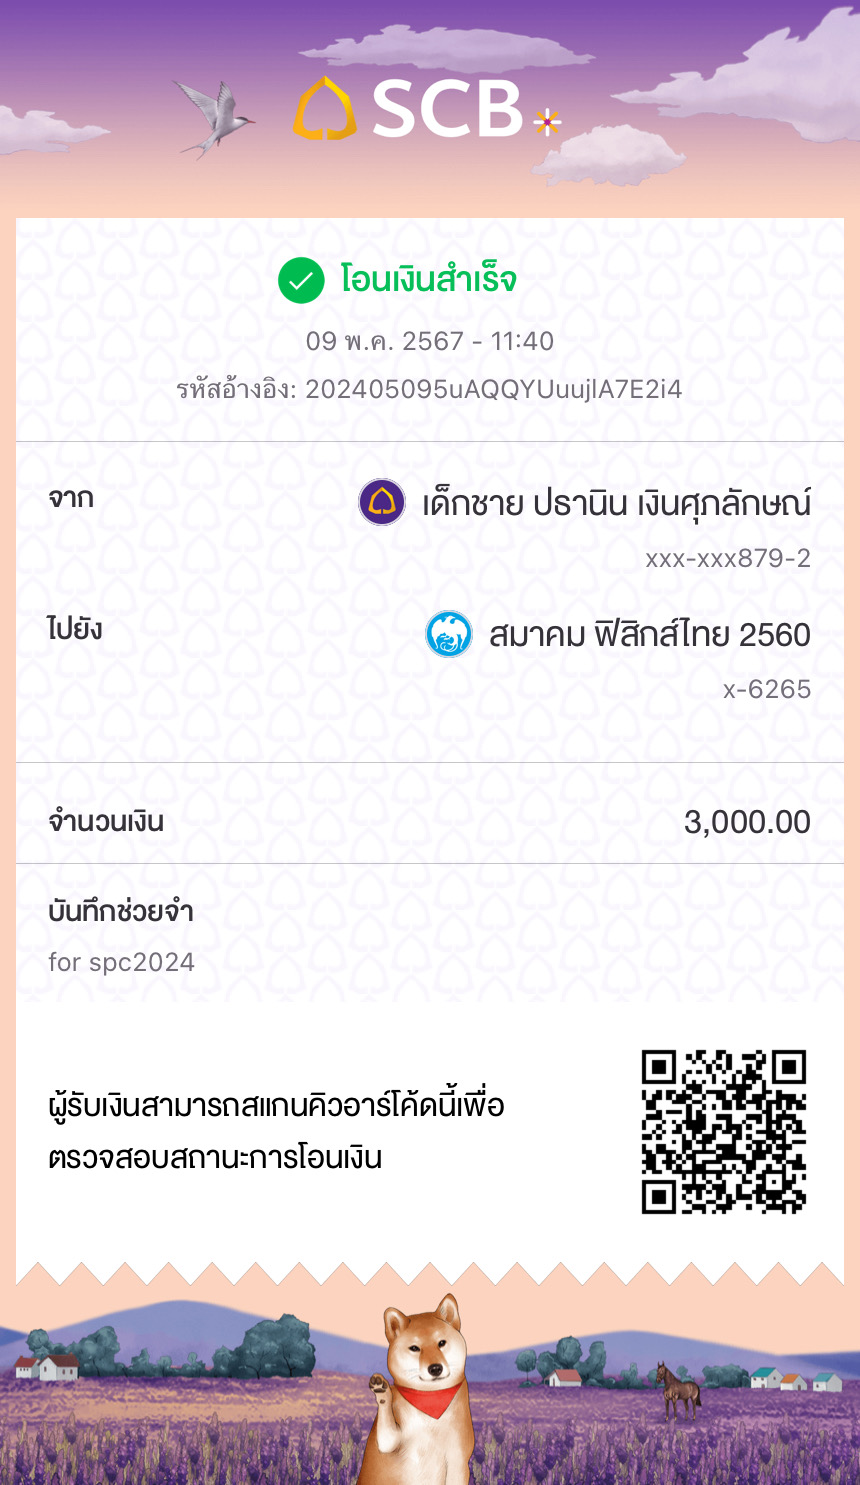 SCB
โอนเงินสำเร็จ
09 พ.ค. 2567 - 11:40
รหัสอ้างอิง: 202405095uAQQYUuujlA7E2i4
จาก
เด็กชาย ปรานิน เงินศุภลักษณ์
xxx-xxx879-2
ไปยัง
สมาคม ฟิสิกส์ไทย 2560
x-6265
จำนวนเงิน 3,000.00
บันทึกช่วยจำ
for spc2024
ผู้รับเงินสามารถสแกนคิวอาร์โค้ดนี้เพื่อ
ตรวจสอบสถานะการโอนเงิน